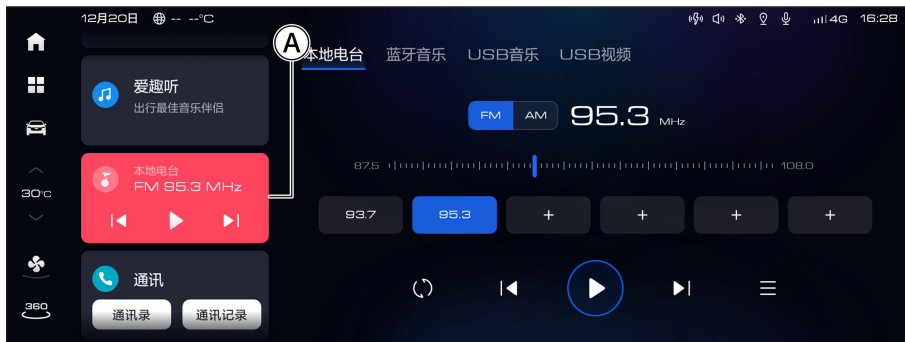 12月20日 -- --°C
4G 16:28
A
本地电台 蓝牙音乐 USB音乐 USB视频
爱趣听
出行最佳音乐伴侣
FM AM 95.3 MHz
87.5 108.0
本地电台
FM 95.3 MHz
30°C
93.7 95.3 + + + +
通讯
通讯录 通讯记录
360